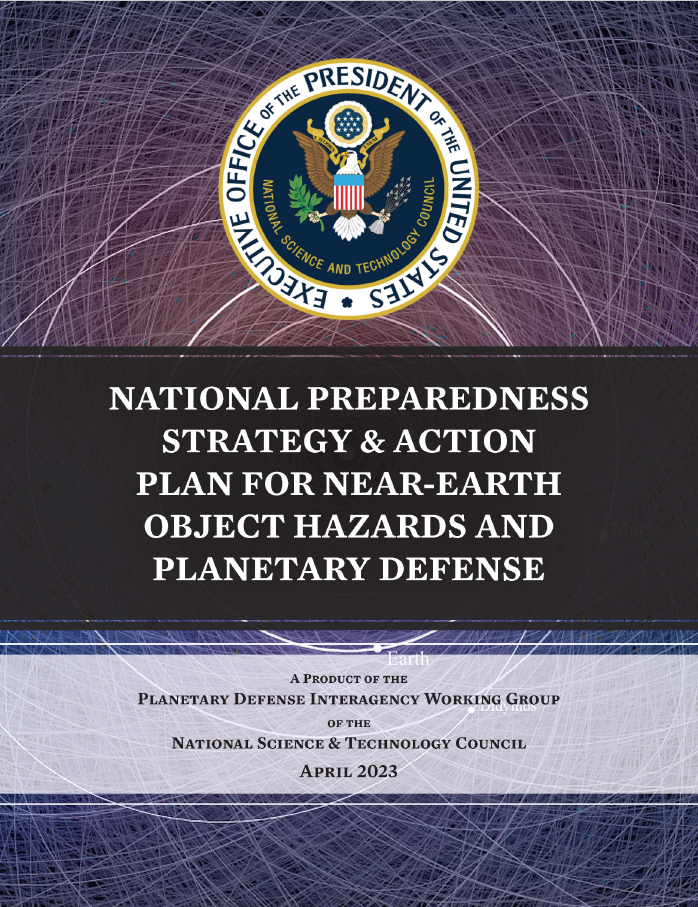 EXECUTIVE OFFICE OF THE PRESIDENT OF THE UNITED STATES
NATIONAL SCIENCE AND TECHNOLOGY COUNCIL
NATIONAL PREPAREDNESS
STRATEGY & ACTION
PLAN FOR NEAR-EARTH
OBJECT HAZARDS AND
PLANETARY DEFENSE
Mars
Earth
A PRODUCT OF THE
PLANETARY DEFENSE INTERAGENCY WORKING GROUP
Didymos
OF THE
NATIONAL SCIENCE & TECHNOLOGY COUNCIL
APRIL 2023